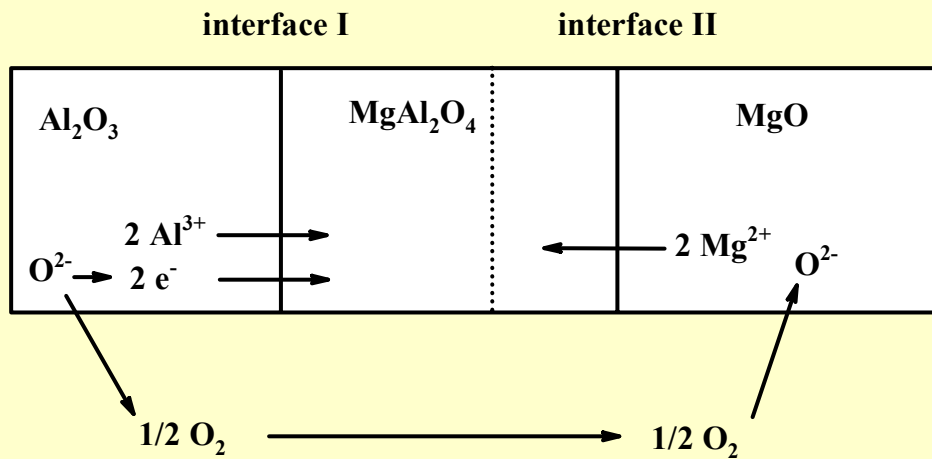 interface I interface II
Al₂O₃ MgAl₂O₄ MgO
2 Al³⁺ 2 Mg²⁺
O²⁻ 2 e⁻ O²⁻
1/2 O₂ 1/2 O₂